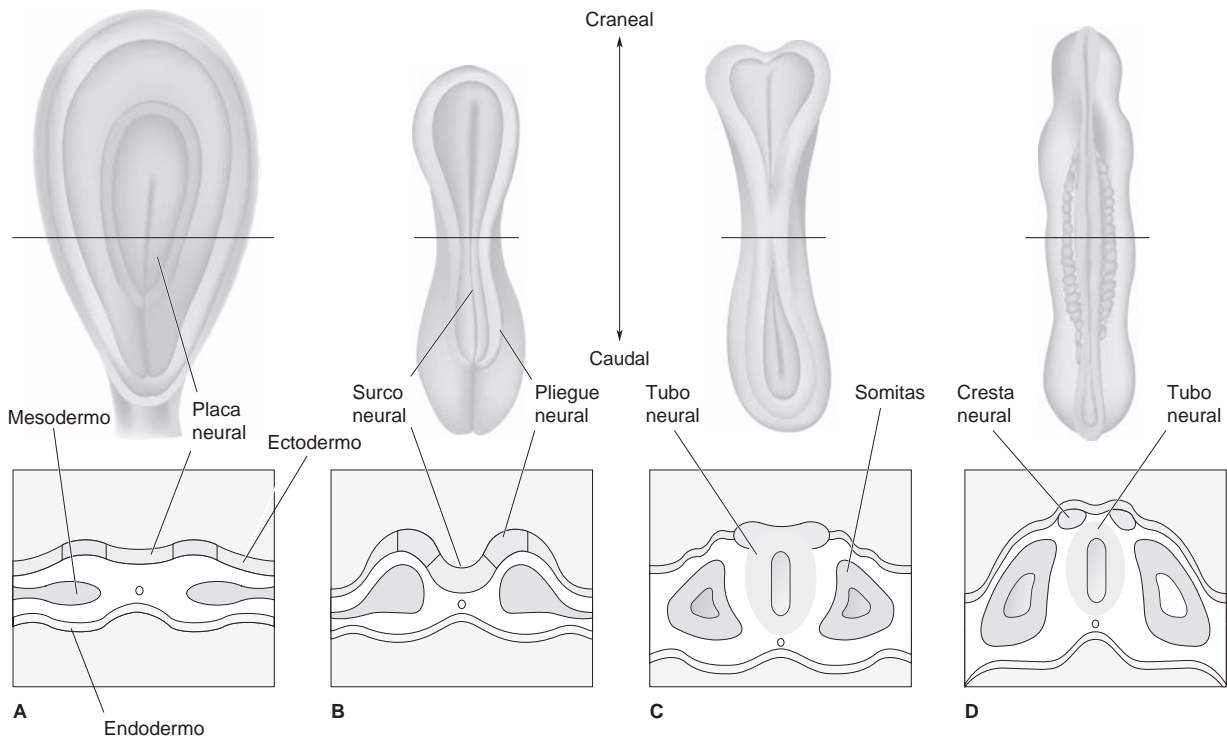 Craneal
Caudal
Mesodermo
Placa
neural
Ectodermo
Surco
neural
Pliegue
neural
Tubo
neural
Somitas
Cresta
neural
Tubo
neural
A
Endodermo
B
C
D